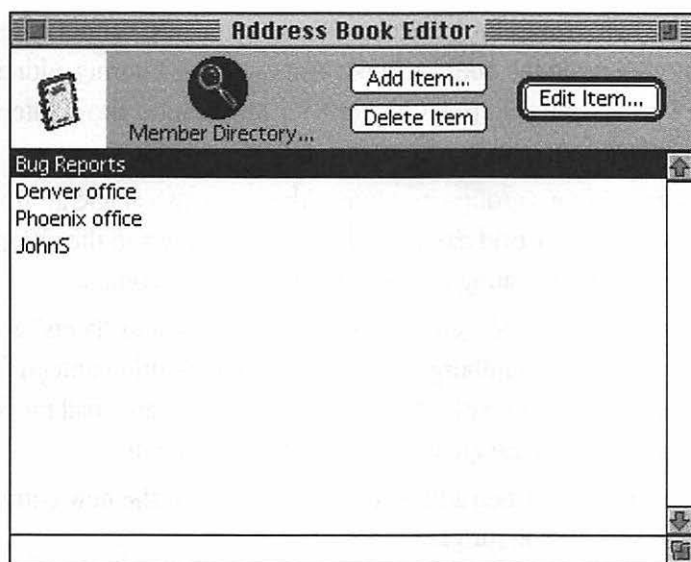 Address Book Editor
Member Directory...
Add Item...
Delete Item
Edit Item...
Bug Reports
Denver office
Phoenix office
JohnS